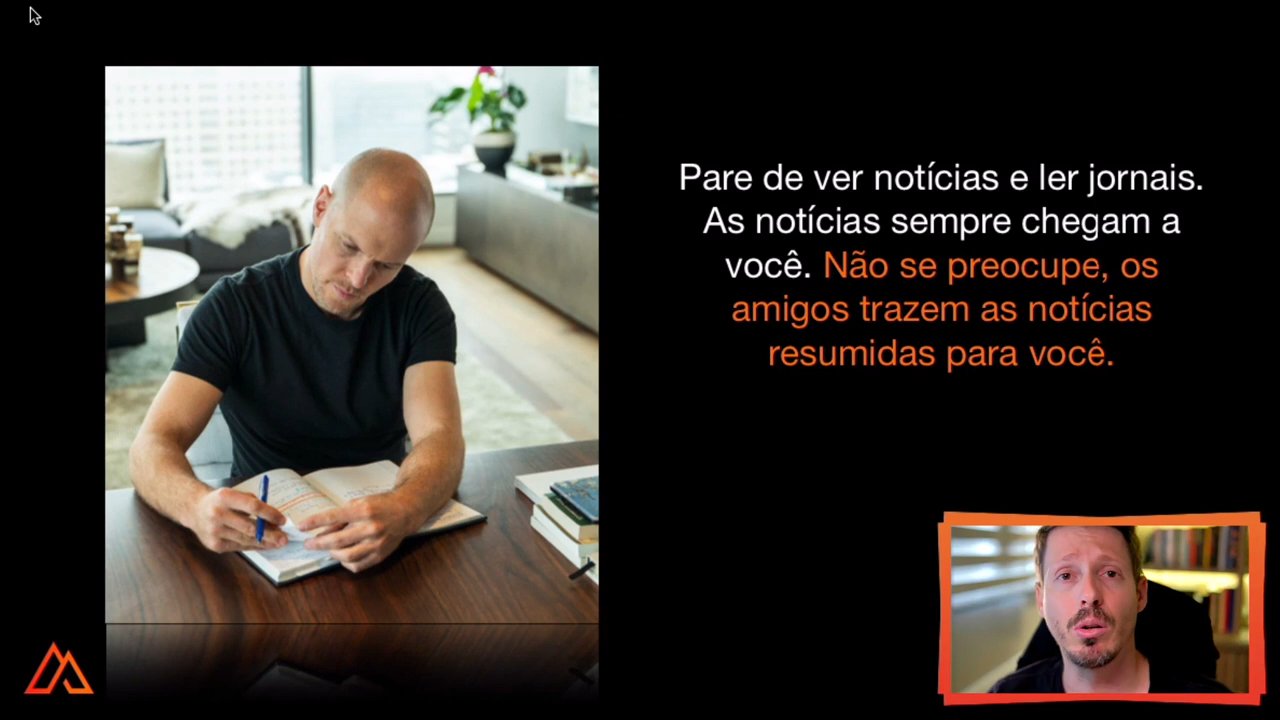 Pare de ver notícias e ler jornais.
As notícias sempre chegam a
você. Não se preocupe, os
amigos trazem as notícias
resumidas para você.